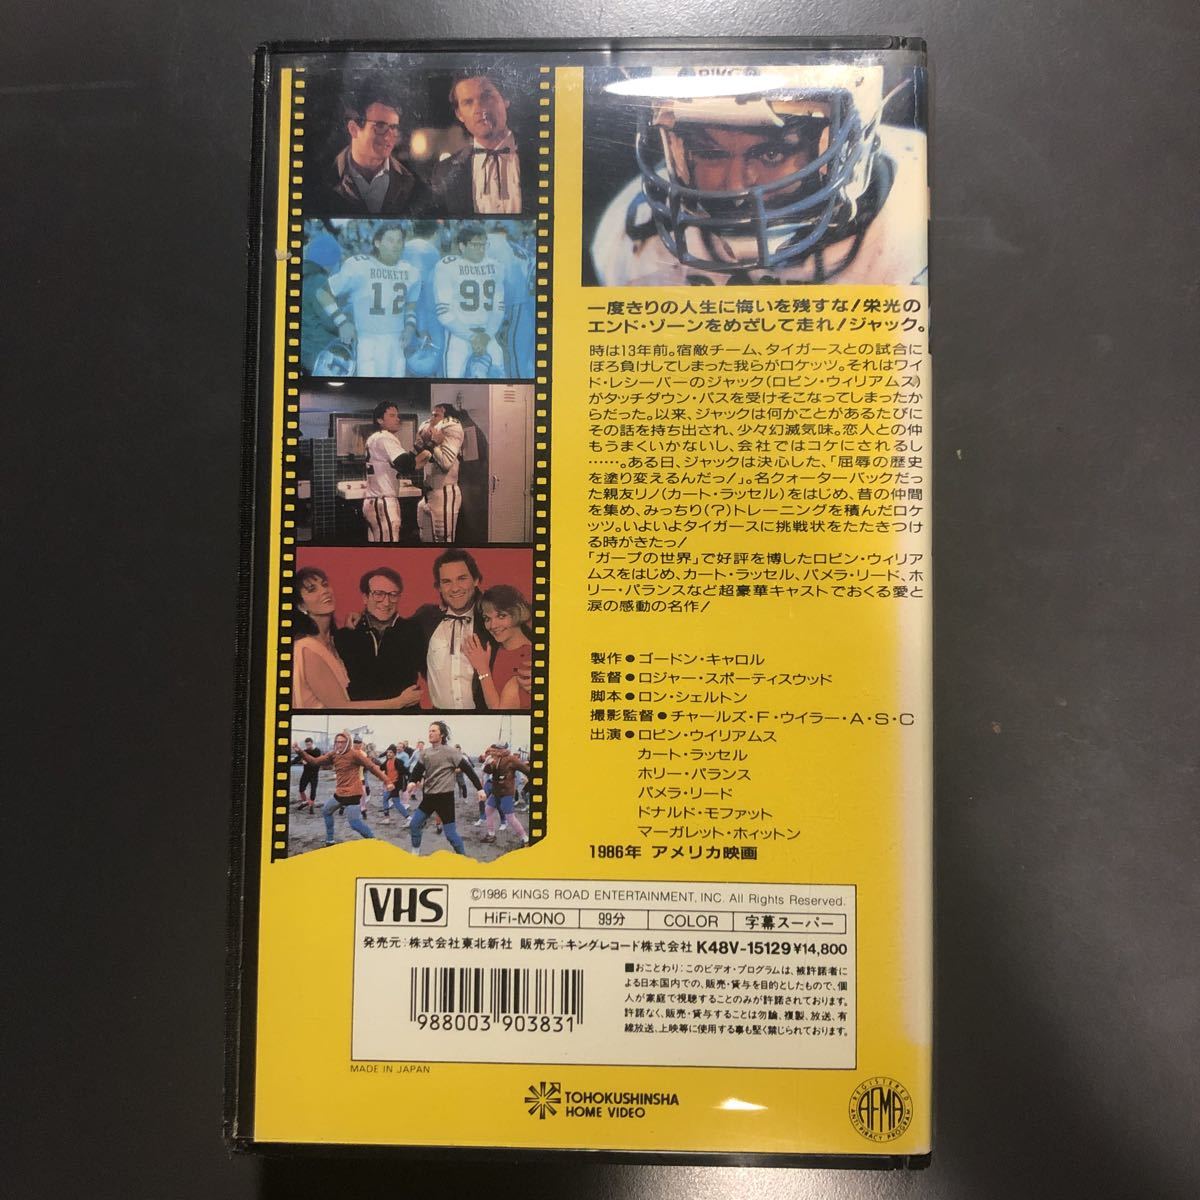 ROCKETS
12
ROCKETS
99
一度きりの人生に悔いを残すな!栄光の
エンド・ゾーンをめざして走れ!ジャック。
時は13年前。宿敵チーム、タイガースとの試合に
ぼろ負けしてしまった我らがロケッツ。それはワイ
ド・レシーバーのジャック(ロビン・ウィリアムス)
がタッチダウン・パスを受けそこなってしまったか
らだった。以来、ジャックは何かことがあるたびに
その話を持ち出され、少々幻滅気味。恋人との仲
もうまくいかないし、会社ではコケにされるし
……。ある日、ジャックは決心した、「屈辱の歴史
を塗り変えるんだっ!」。名クォーターバックだっ
た親友リノ(カート・ラッセル)をはじめ、昔の仲間
を集め、みっちり(?)トレーニングを積んだロケ
ッツ。いよいよタイガースに挑戦状をたたきつけ
る時がきたっ!
「ガープの世界」で好評を博したロビン・ウィリア
ムスをはじめ、カート・ラッセル、パメラ・リード、ホ
リー・パランスなど超豪華キャストでおくる愛と
涙の感動の名作!
製作●ゴードン・キャロル
監督●ロジャー・スポーティスウッド
脚本●ロン・シェルトン
撮影監督●チャールズ・F・ウイラー・A・S・C
出演●ロビン・ウイリアムス
カート・ラッセル
ホリー・パランス
パメラ・リード
ドナルド・モファット
マーガレット・ホィットン
1986年 アメリカ映画
VHS
©1986 KINGS ROAD ENTERTAINMENT, INC. All Rights Reserved.
HiFi-MONO 99分 COLOR 字幕スーパー
発売元:株式会社東北新社 販売元:キングレコード株式会社 K48V-15129 ¥14,800
■おことわり:このビデオ・プログラムは、被許諾者に
よる日本国内での、販売・賃与を目的としたもので、個
人が家庭で視聴することのみが許諾されております。
許諾なく、販売・賃与することは勿論、複製、放送、有
線放送、上映等に使用する事も堅く禁じられております。
988003 903831
MADE IN JAPAN
TOHOKUSHINSHA
HOME VIDEO
REGISTERED
AFMA
ANTI-PIRACY PROGRAM